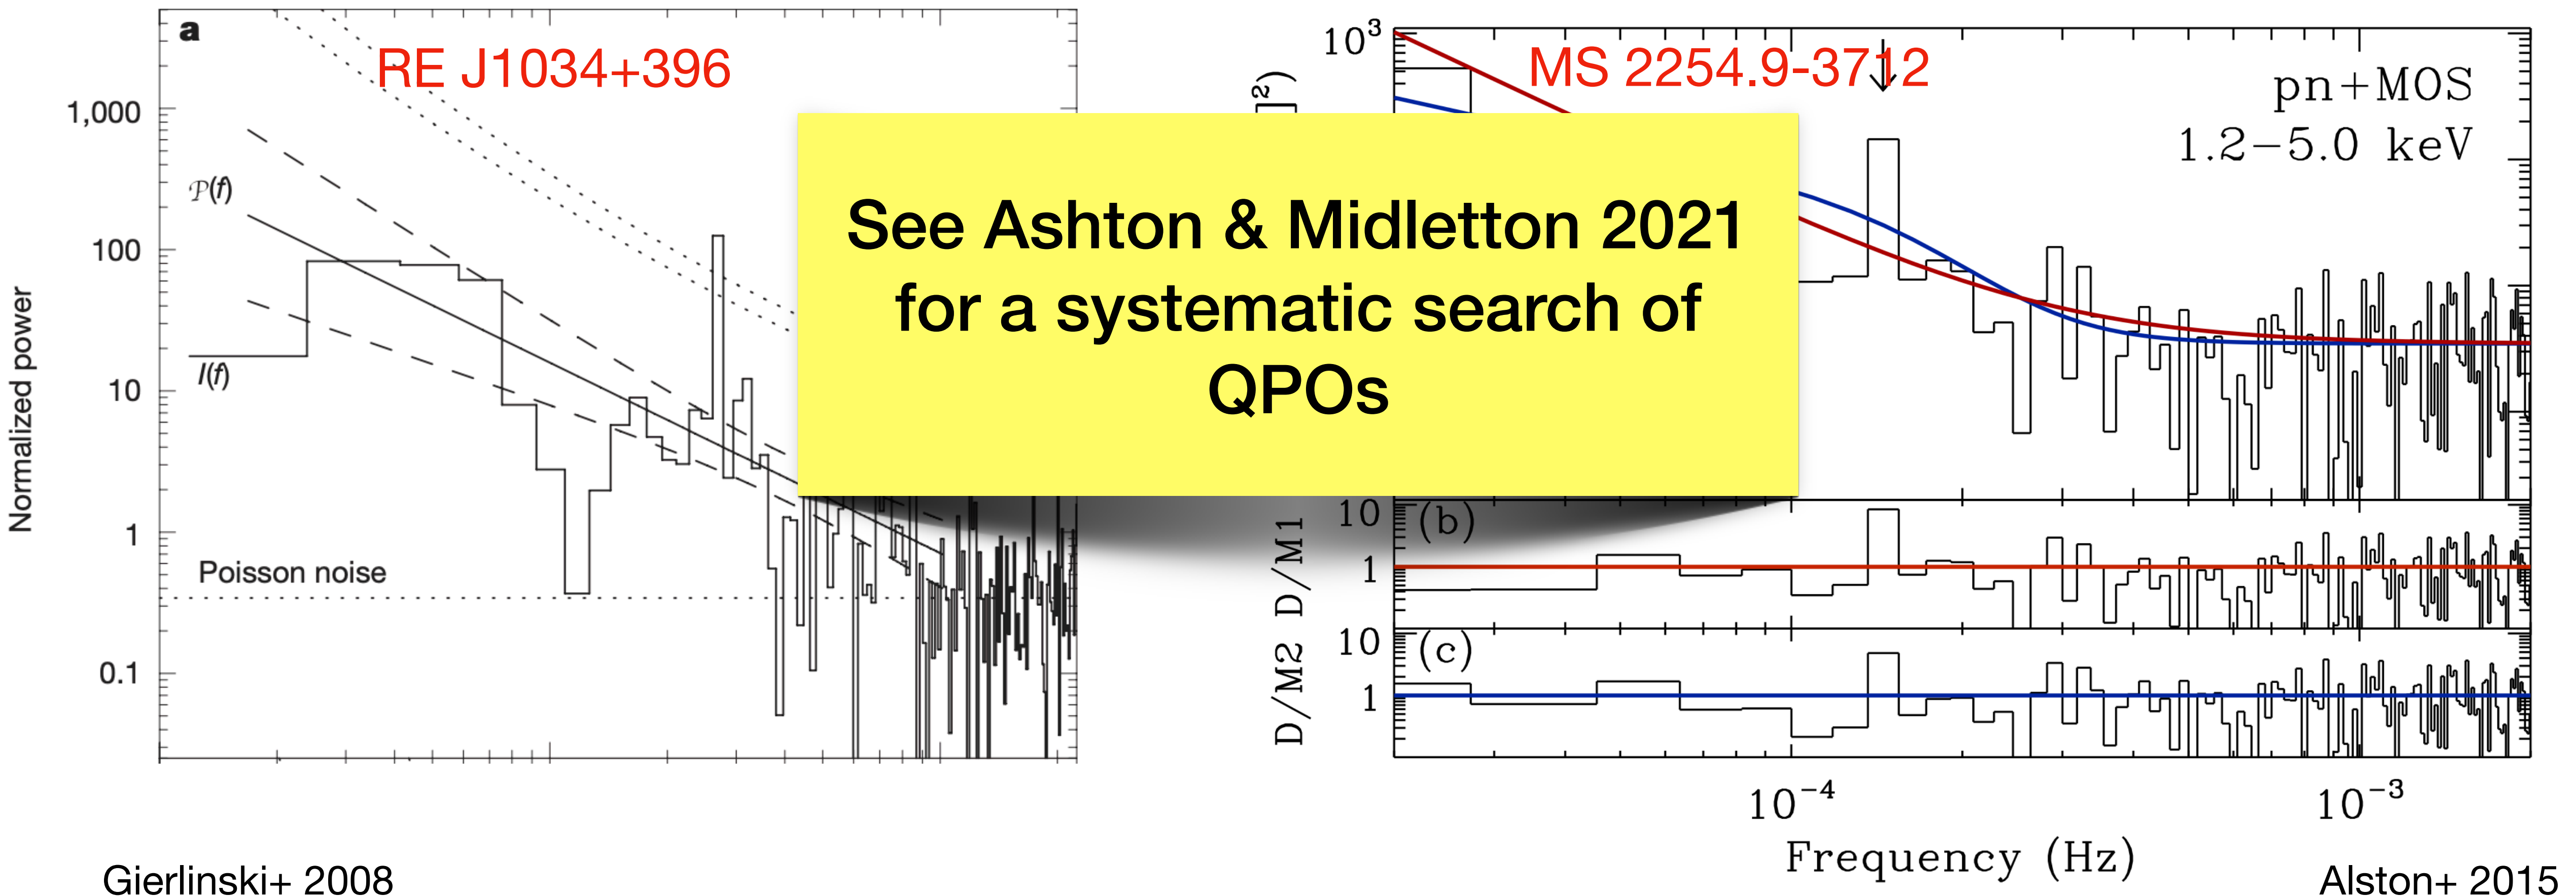 a
RE J1034+396
1,000
100
10
1
0.1
Normalized power
𝒫(f)
I(f)
Poisson noise
Gierlinski+ 2008
See Ashton & Midletton 2021
for a systematic search of
QPOs
MS 2254.9-3712
pn+MOS
1.2−5.0 keV
10³
]²)
10
1
(b)
D/M1
10
1
(c)
D/M2
10⁻⁴
10⁻³
Frequency (Hz)
Alston+ 2015